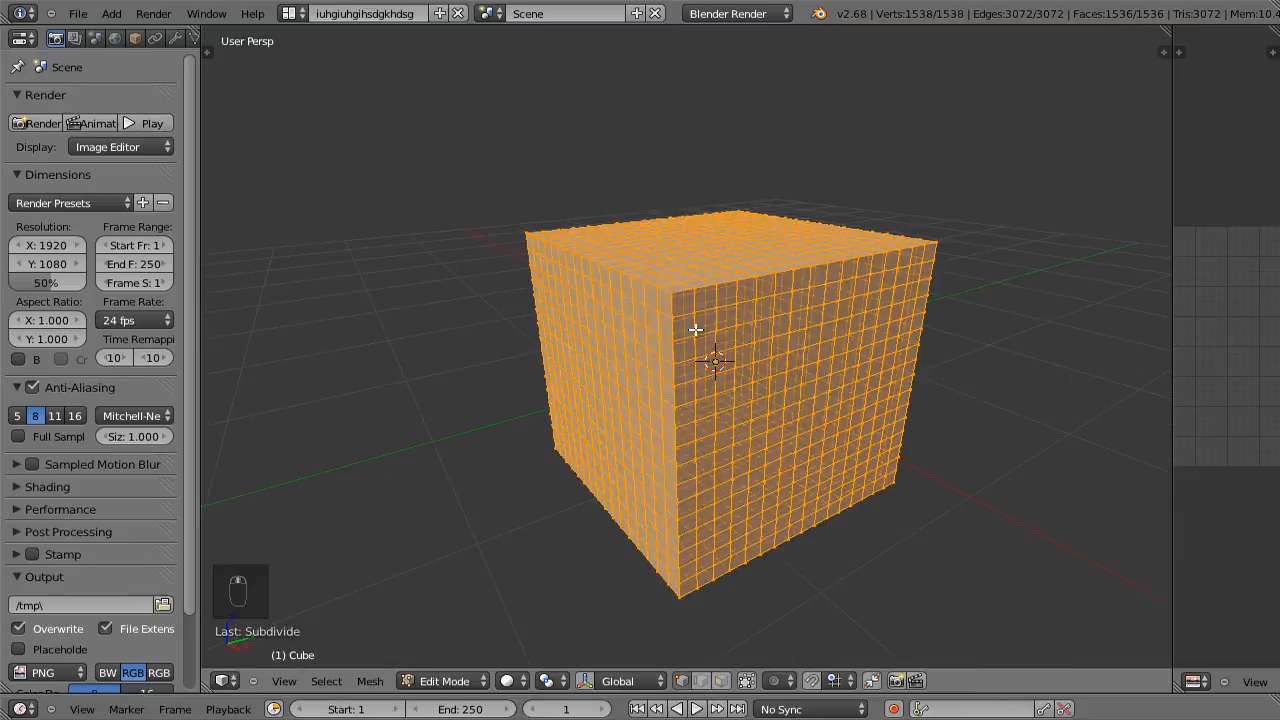 File Add Render Window Help iuhgiuhgihsdgkhdsg Scene Blender Render v2.68 | Verts:1538/1538 | Edges:3072/3072 | Faces:1536/1536 | Tris:3072 | Mem:10.4
User Persp
Scene
Render
Render Animat Play
Display: Image Editor
Dimensions
Render Presets
Resolution: Frame Range:
X: 1920 Start Fr: 1
Y: 1080 End F: 250
50% Frame S: 1
Aspect Ratio: Frame Rate:
X: 1.000 24 fps
Y: 1.000 Time Remappi
B Cr 10 10
Anti-Aliasing
5 8 11 16 Mitchell-Ne
Full Sampl Siz: 1.000
Sampled Motion Blur
Shading
Performance
Post Processing
Stamp
Output
/tmp\
Overwrite File Extens
Placeholde
PNG BW RGB RGB
Last: Subdivide
(1) Cube
View Select Mesh Edit Mode Global View
View Marker Frame Playback Start: 1 End: 250 1 No Sync